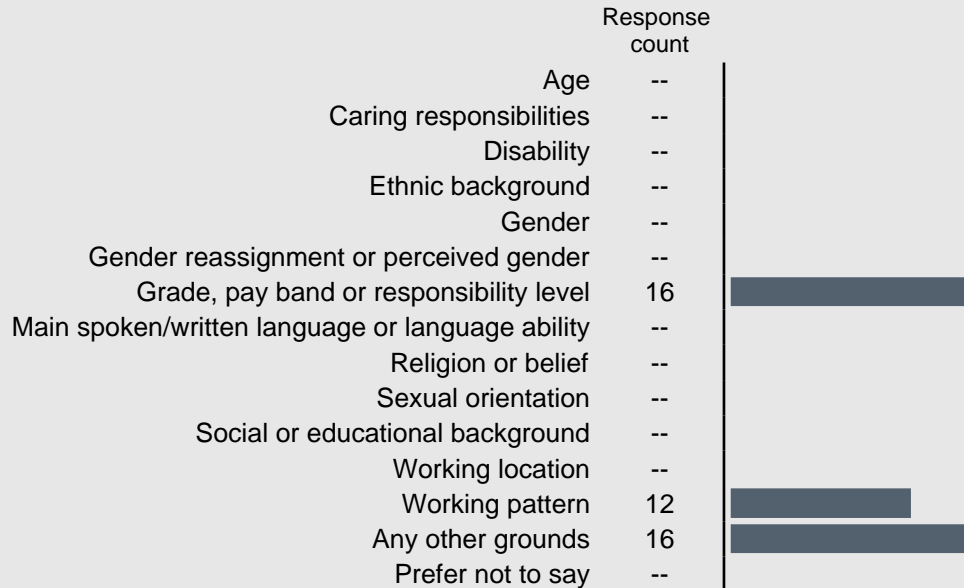 Response
count
Age --
Caring responsibilities --
Disability --
Ethnic background --
Gender --
Gender reassignment or perceived gender --
Grade, pay band or responsibility level 16
Main spoken/written language or language ability --
Religion or belief --
Sexual orientation --
Social or educational background --
Working location --
Working pattern 12
Any other grounds 16
Prefer not to say --